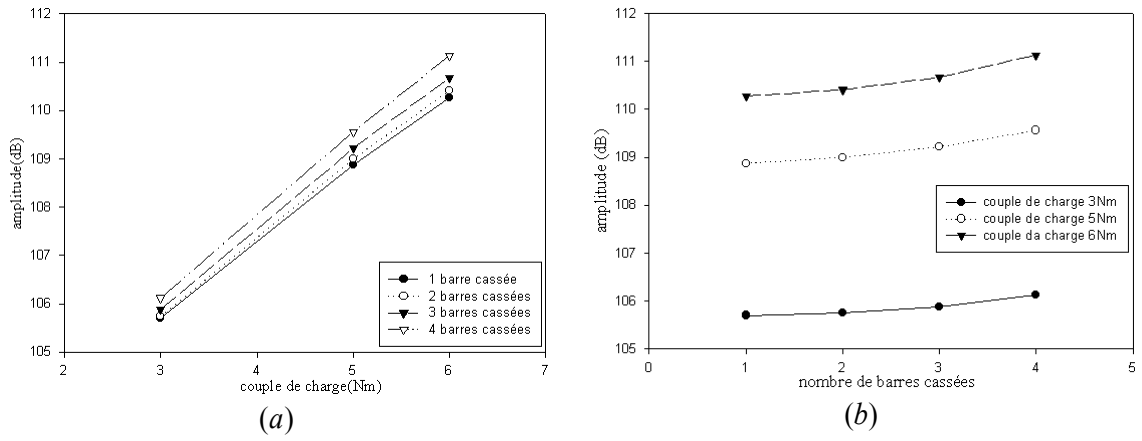 112
111
110
109
108
107
106
105
amplitude(dB)
2
3
4
5
6
7
couple de charge(Nm)
1 barre cassée
2 barres cassées
3 barres cassées
4 barres cassées
(a)
112
111
110
109
108
107
106
105
amplitude (dB)
0
1
2
3
4
5
nombre de barres cassées
couple de charge 3Nm
couple de charge 5Nm
couple da charge 6Nm
(b)